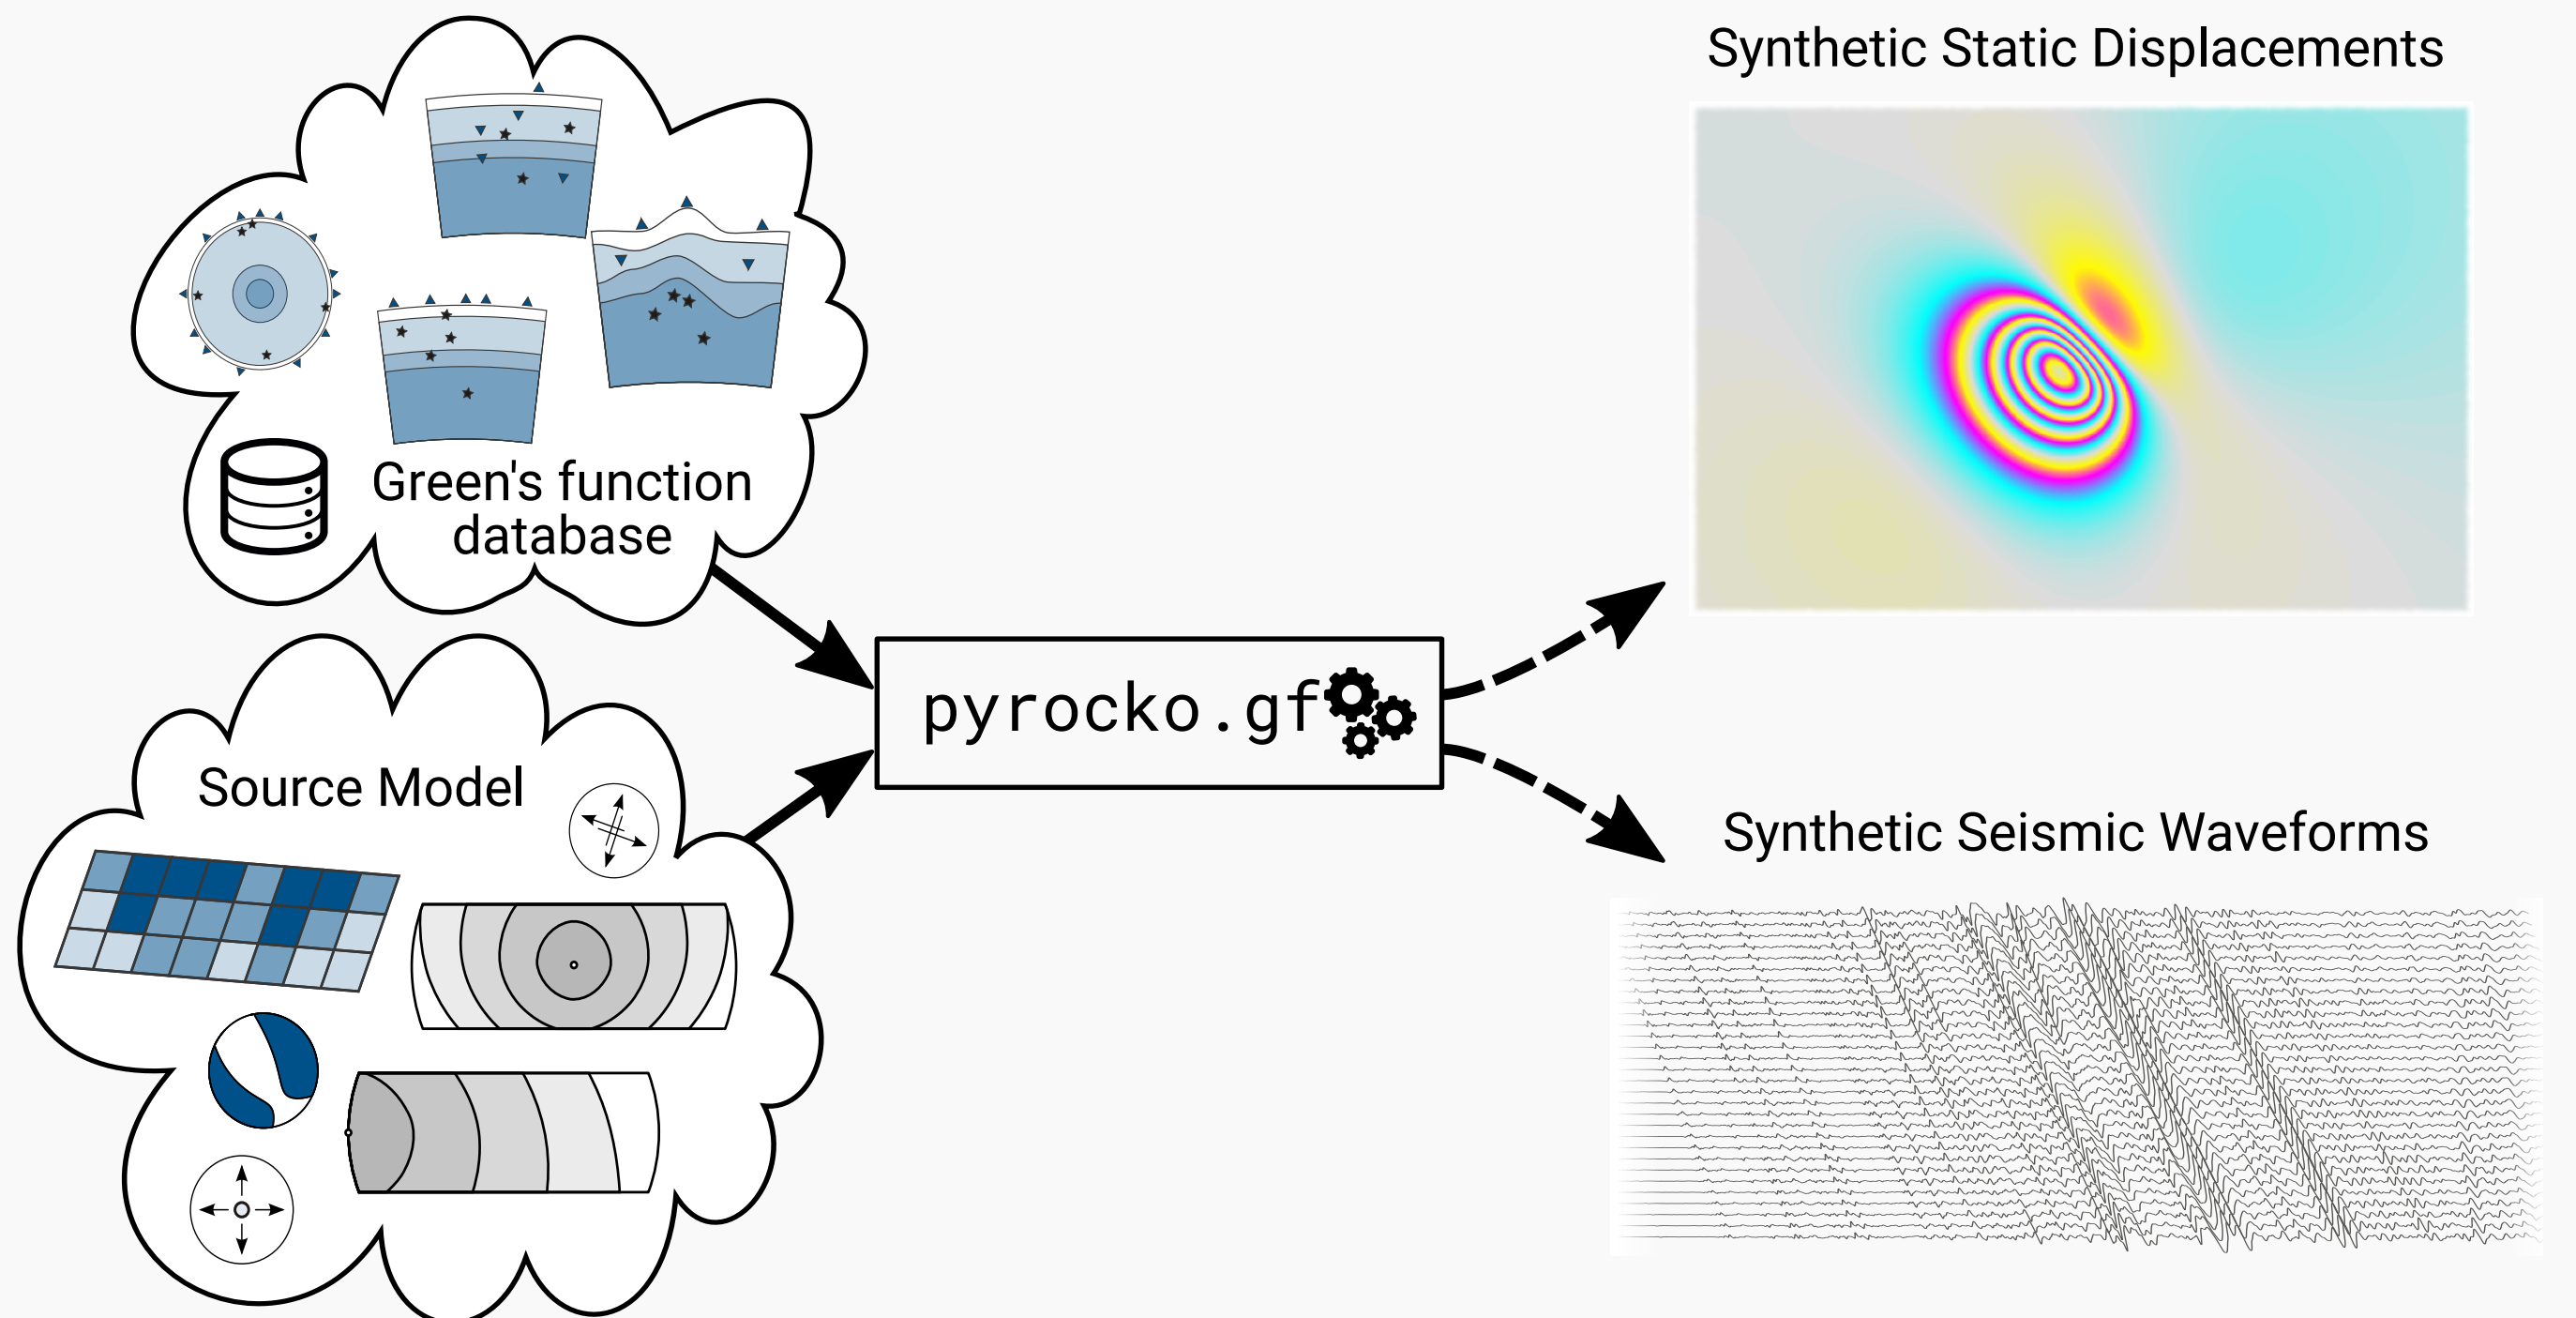 Synthetic Static Displacements
Green's function
database
pyrocko.gf
Source Model
Synthetic Seismic Waveforms